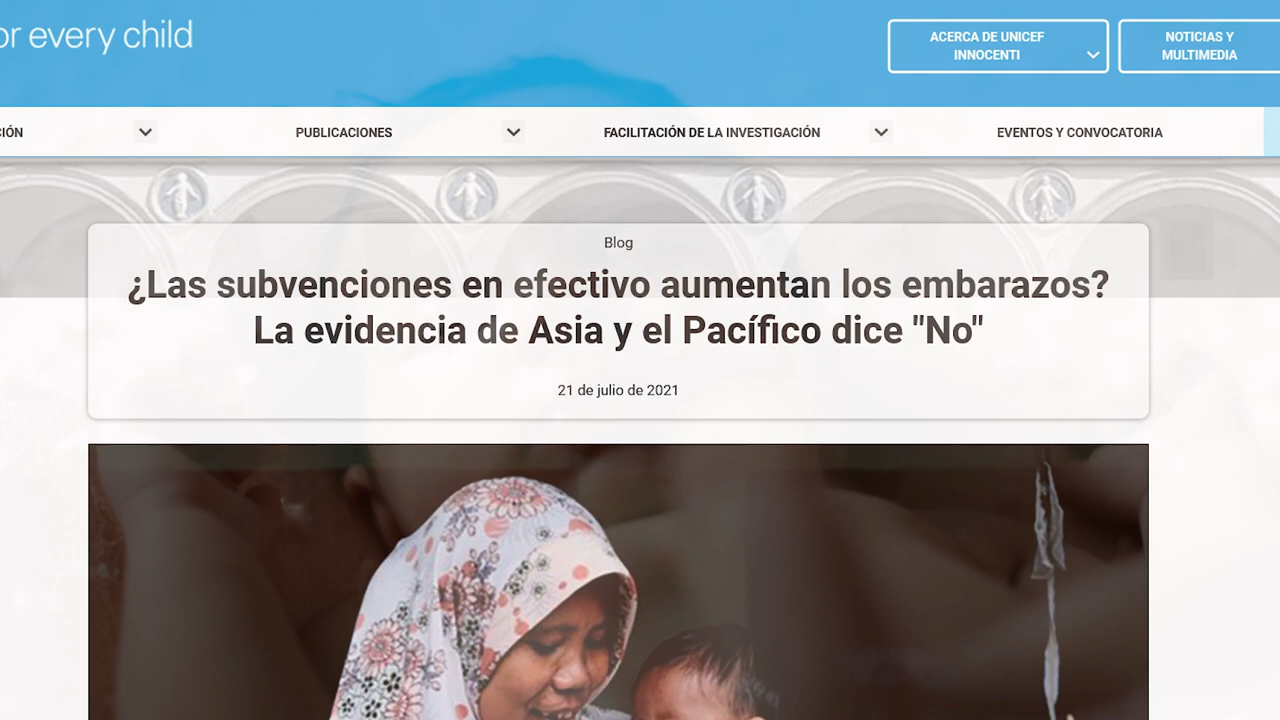 or every child
ACERCA DE UNICEF
INNOCENTI
NOTICIAS Y
MULTIMEDIA
IÓN
PUBLICACIONES
FACILITACIÓN DE LA INVESTIGACIÓN
EVENTOS Y CONVOCATORIA
Blog
¿Las subvenciones en efectivo aumentan los embarazos?
La evidencia de Asia y el Pacífico dice "No"
21 de julio de 2021